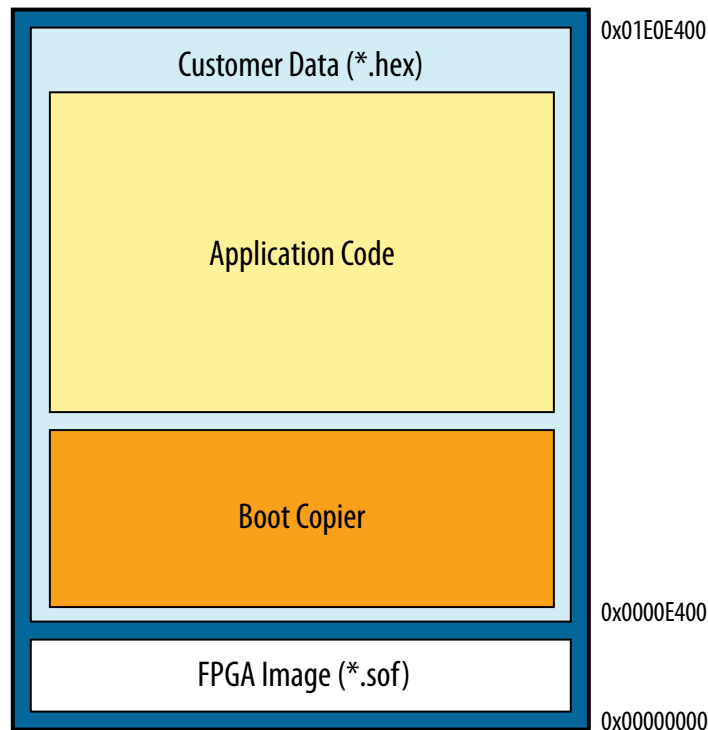 0x01E0E400
Customer Data (*.hex)
Application Code
Boot Copier
0x0000E400
FPGA Image (*.sof)
0x00000000